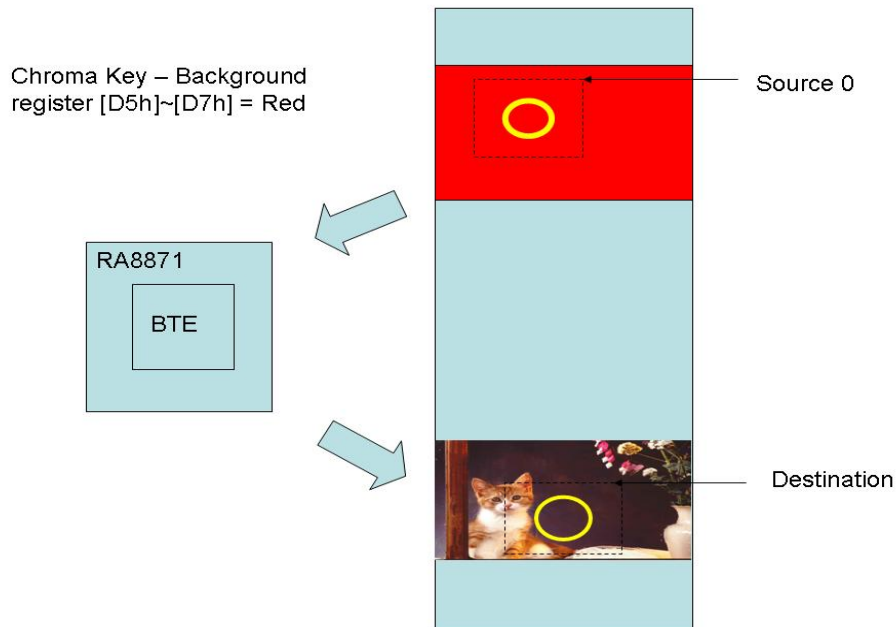 Chroma Key – Background
register [D5h]~[D7h] = Red
Source 0
RA8871
BTE
Destination